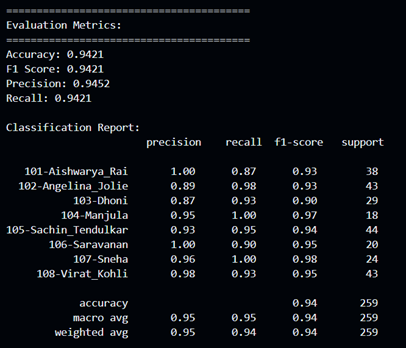 ========================================
Evaluation Metrics:
========================================
Accuracy: 0.9421
F1 Score: 0.9421
Precision: 0.9452
Recall: 0.9421

Classification Report:
precision recall f1-score support

101-Aishwarya_Rai 1.00 0.87 0.93 38
102-Angelina_Jolie 0.89 0.98 0.93 43
103-Dhoni 0.87 0.93 0.90 29
104-Manjula 0.95 1.00 0.97 18
105-Sachin_Tendulkar 0.93 0.95 0.94 44
106-Saravanan 1.00 0.90 0.95 20
107-Sneha 0.96 1.00 0.98 24
108-Virat_Kohli 0.98 0.93 0.95 43

accuracy 0.94 259
macro avg 0.95 0.95 0.94 259
weighted avg 0.95 0.94 0.94 259